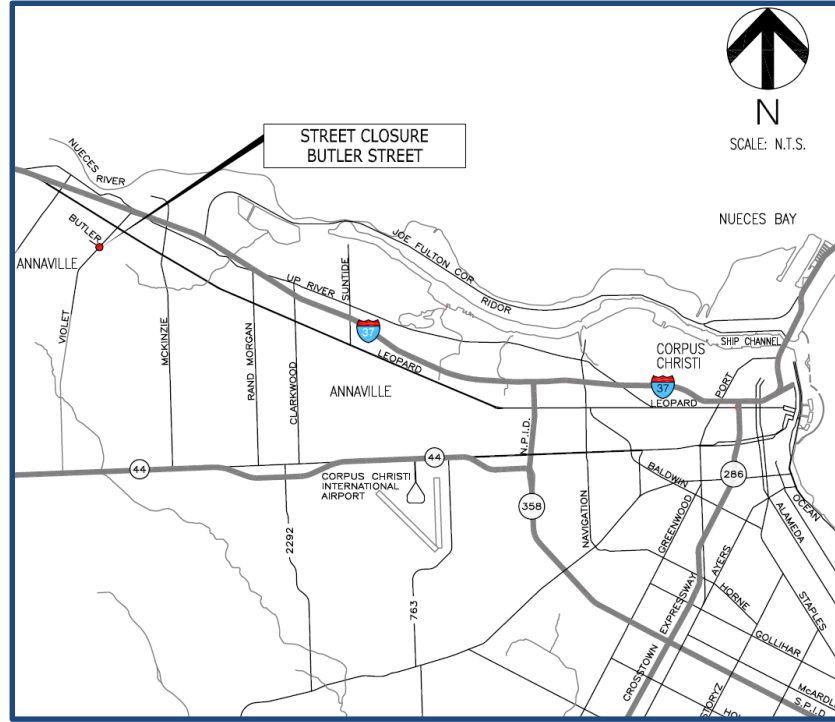 N
SCALE: N.T.S.
STREET CLOSURE
BUTLER STREET
NUECES
RIVER
NUECES BAY
BUTLER
ANNAVILLE
JOE FULTON COR
RIDOR
UP RIVER
SUNTIDE
VIOLET
MCKINZIE
RAND MORGAN
CLARKWOOD
37
LEOPARD
ANNAVILLE
SHIP CHANNEL
CORPUS
CHRISTI
PORT
37
LEOPARD
N.P.I.D.
44
44
CORPUS CHRISTI
INTERNATIONAL
AIRPORT
BALDWIN
286
OCEAN
358
NAVIGATION
GREENWOOD
ALAMEDA
2292
AYERS
763
HORNE
STAPLES
CROSSTOWN EXPRESSWAY
GOLLIHAR
McARDL
S.P.I.D.